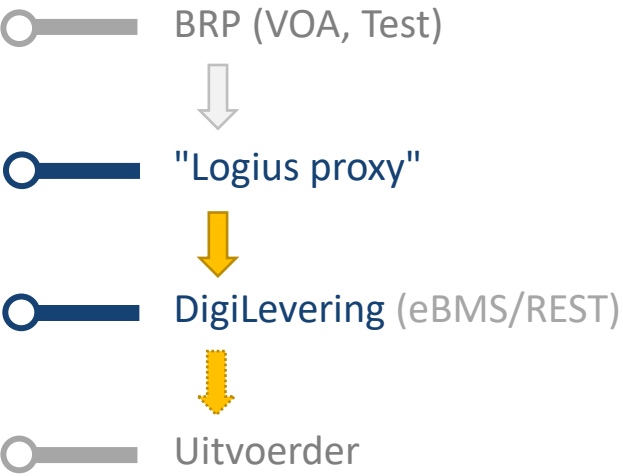 BRP (VOA, Test)
"Logius proxy"
DigiLevering (eBMS/REST)
Uitvoerder